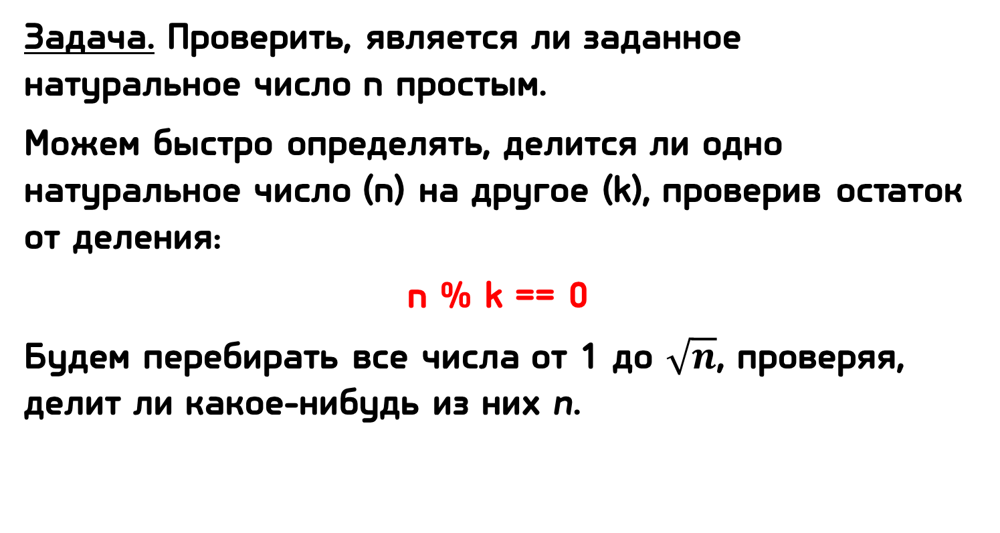 Задача. Проверить, является ли заданное
натуральное число n простым.
Можем быстро определять, делится ли одно
натуральное число (n) на другое (k), проверив остаток
от деления:
n % k == 0
Будем перебирать все числа от 1 до √n, проверяя,
делит ли какое-нибудь из них n.